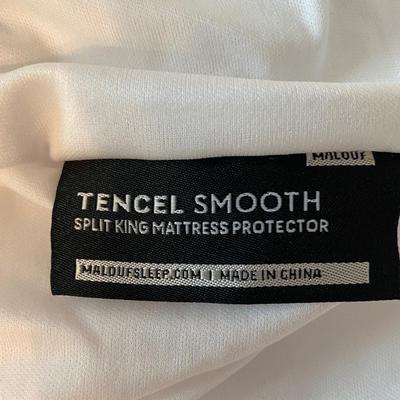 MALOUF
TENCEL SMOOTH
SPLIT KING MATTRESS PROTECTOR
MALOUFSLEEP.COM | MADE IN CHINA